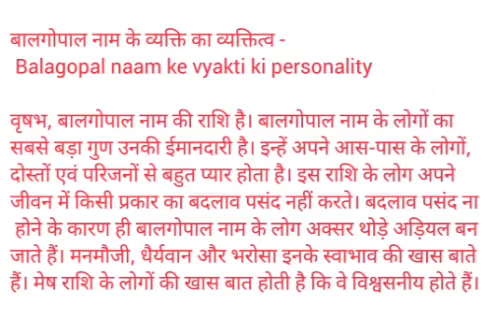 बालगोपाल नाम के व्यक्ति का व्यक्तित्व -
Balagopal naam ke vyakti ki personality
वृषभ, बालगोपाल नाम की राशि है। बालगोपाल नाम के लोगों का
सबसे बड़ा गुण उनकी ईमानदारी है। इन्हें अपने आस-पास के लोगों,
दोस्तों एवं परिजनों से बहुत प्यार होता है। इस राशि के लोग अपने
जीवन में किसी प्रकार का बदलाव पसंद नहीं करते। बदलाव पसंद ना
होने के कारण ही बालगोपाल नाम के लोग अक्सर थोड़े अड़ियल बन
जाते हैं। मनमौजी, धैर्यवान और भरोसा इनके स्वाभाव की खास बाते
हैं। मेष राशि के लोगों की खास बात होती है कि वे विश्वसनीय होते हैं।